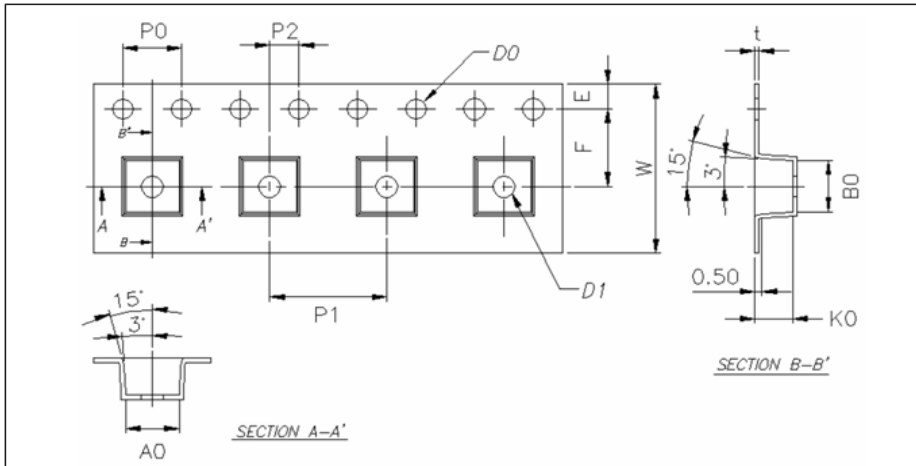 P0
P2
D0
t
E
F
W
B'
A
A'
B
15°
3°
B0
0.50
K0
P1
D1
15°
3°
A0
SECTION A-A'
SECTION B-B'